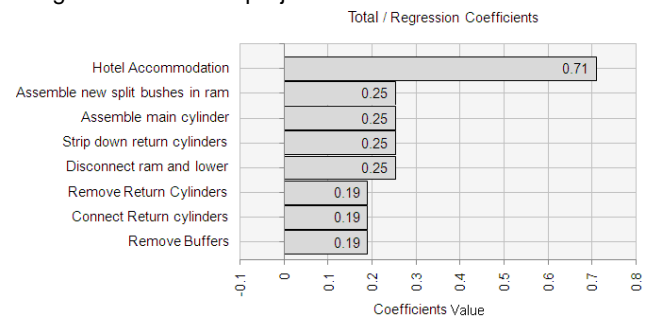 Total / Regression Coefficients
Hotel Accommodation 0.71
Assemble new split bushes in ram 0.25
Assemble main cylinder 0.25
Strip down return cylinders 0.25
Disconnect ram and lower 0.25
Remove Return Cylinders 0.19
Connect Return cylinders 0.19
Remove Buffers 0.19
-0.1 0 0.1 0.2 0.3 0.4 0.5 0.6 0.7 0.8
Coefficients Value